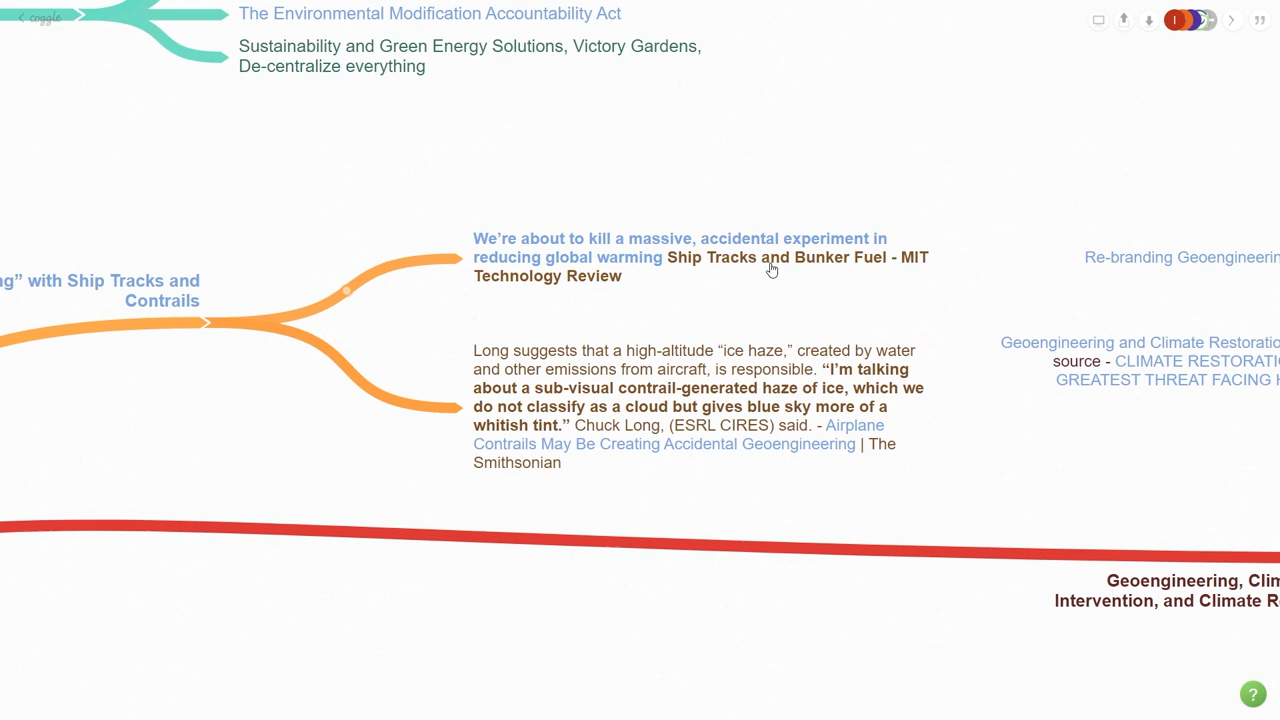 coggle
The Environmental Modification Accountability Act
Sustainability and Green Energy Solutions, Victory Gardens,
De-centralize everything
ng” with Ship Tracks and
Contrails
We’re about to kill a massive, accidental experiment in
reducing global warming Ship Tracks and Bunker Fuel - MIT
Technology Review
Long suggests that a high-altitude “ice haze,” created by water
and other emissions from aircraft, is responsible. “I’m talking
about a sub-visual contrail-generated haze of ice, which we
do not classify as a cloud but gives blue sky more of a
whitish tint.” Chuck Long, (ESRL CIRES) said. - Airplane
Contrails May Be Creating Accidental Geoengineering | The
Smithsonian
Re-branding Geoengineerin
Geoengineering and Climate Restoratio
source - CLIMATE RESTORATI
GREATEST THREAT FACING H
Geoengineering, Clim
Intervention, and Climate R
?